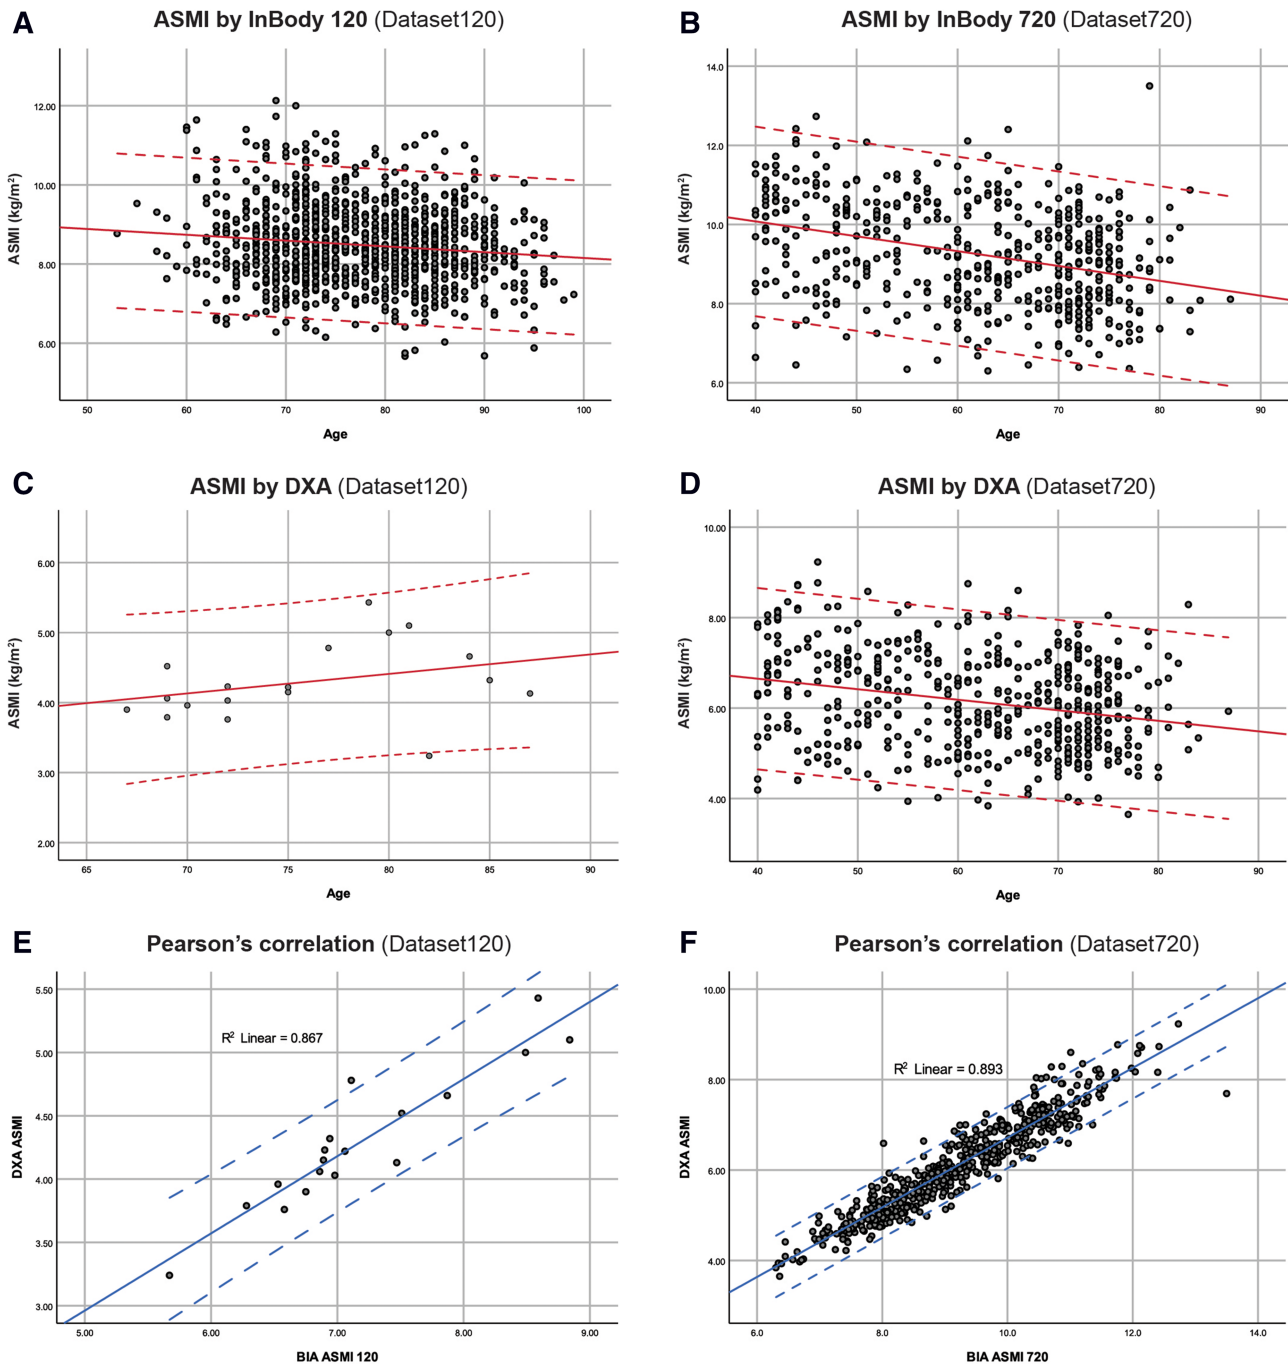 A
ASMI by InBody 120 (Dataset120)
ASMI (kg/m²)
12.00
10.00
8.00
6.00
50 60 70 80 90 100
Age
B
ASMI by InBody 720 (Dataset720)
ASMI (kg/m²)
14.0
12.0
10.0
8.0
6.0
40 50 60 70 80 90
Age
C
ASMI by DXA (Dataset120)
ASMI (kg/m²)
6.00
5.00
4.00
3.00
2.00
65 70 75 80 85 90
Age
D
ASMI by DXA (Dataset720)
ASMI (kg/m²)
10.00
8.00
6.00
4.00
40 50 60 70 80 90
Age
E
Pearson’s correlation (Dataset120)
DXA ASMI
5.50
5.00
4.50
4.00
3.50
3.00
R² Linear = 0.867
5.00 6.00 7.00 8.00 9.00
BIA ASMI 120
F
Pearson’s correlation (Dataset720)
DXA ASMI
10.00
8.00
6.00
4.00
R² Linear = 0.893
6.0 8.0 10.0 12.0 14.0
BIA ASMI 720